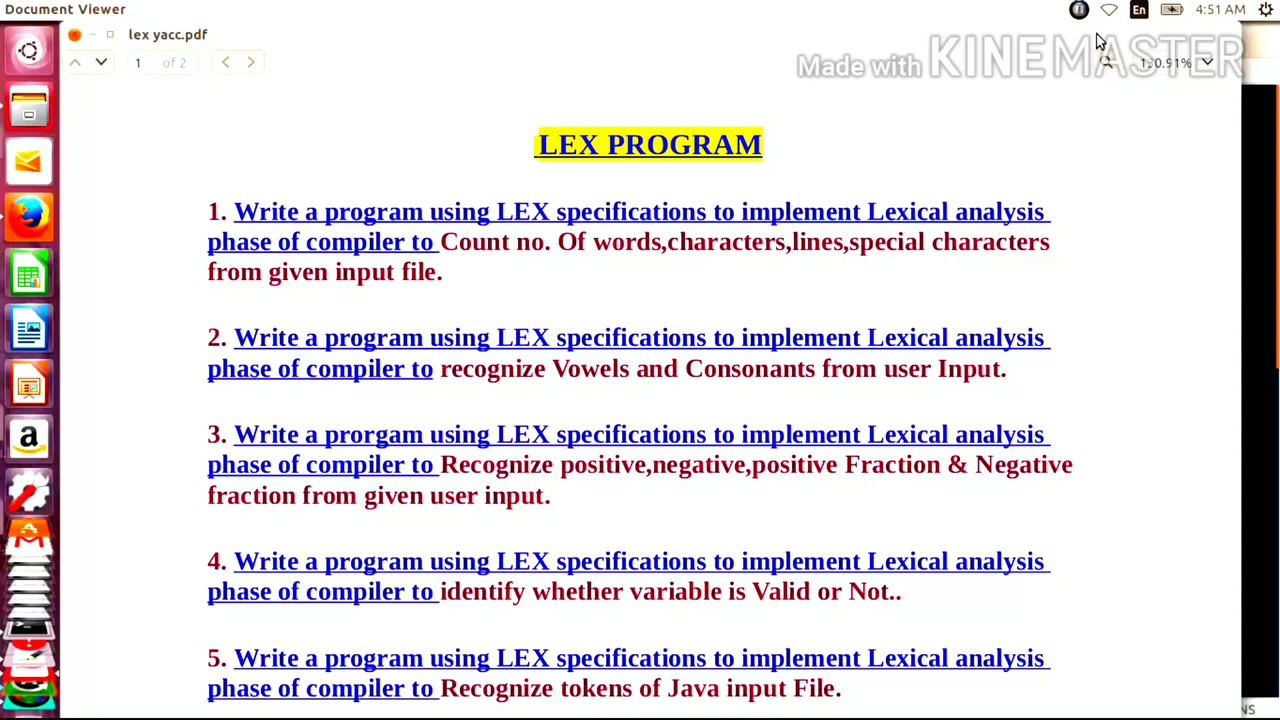 Document Viewer
En
4:51 AM
lex yacc.pdf
1 of 2
Made with KINEMASTER
LEX PROGRAM
1. Write a program using LEX specifications to implement Lexical analysis
phase of compiler to Count no. Of words,characters,lines,special characters
from given input file.
2. Write a program using LEX specifications to implement Lexical analysis
phase of compiler to recognize Vowels and Consonants from user Input.
3. Write a prorgam using LEX specifications to implement Lexical analysis
phase of compiler to Recognize positive,negative,positive Fraction & Negative
fraction from given user input.
4. Write a program using LEX specifications to implement Lexical analysis
phase of compiler to identify whether variable is Valid or Not..
5. Write a program using LEX specifications to implement Lexical analysis
phase of compiler to Recognize tokens of Java input File.